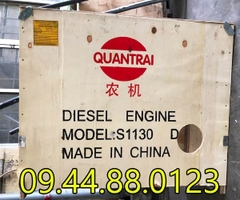 QUANTRAI
农机
DIESEL ENGINE
MODEL:S1130 D
MADE IN CHINA
09.44.88.0123